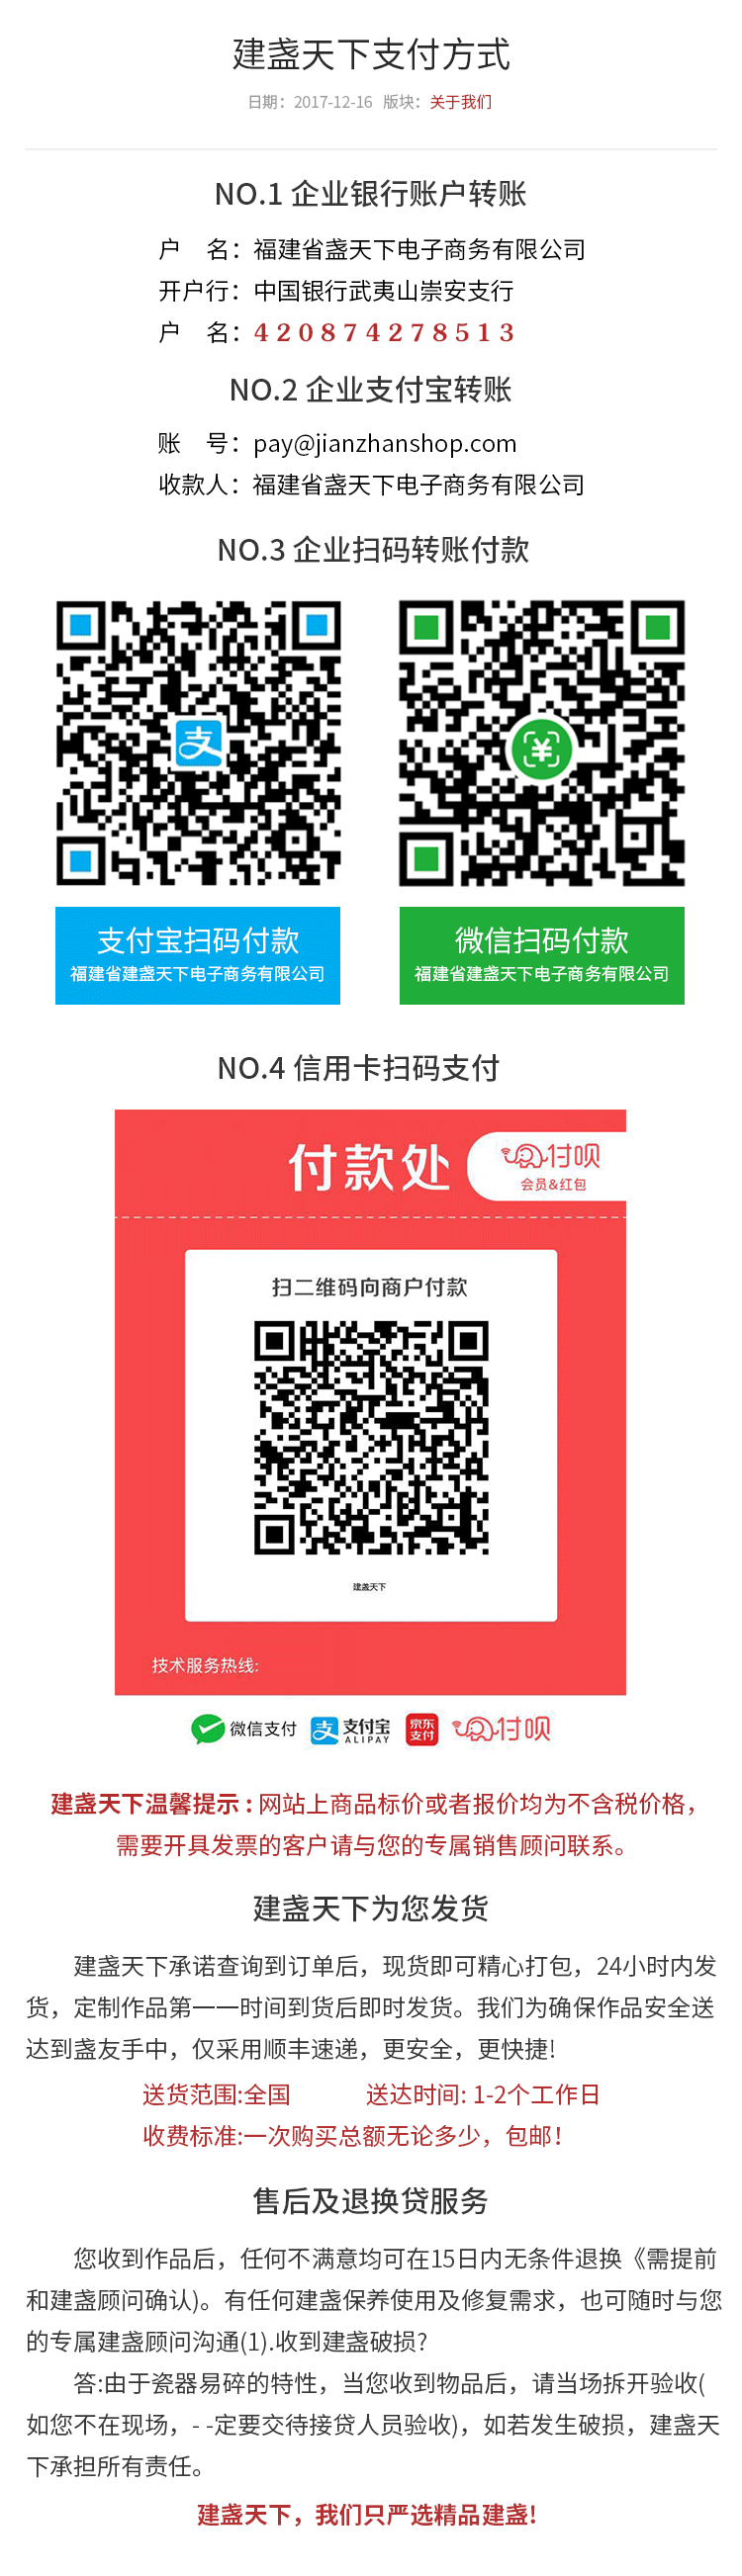 建盏天下支付方式
日期：2017-12-16 版块：关于我们
NO.1 企业银行账户转账
户 名：福建省盏天下电子商务有限公司
开户行：中国银行武夷山崇安支行
户 名：420874278513
NO.2 企业支付宝转账
账 号：pay@jianzhanshop.com
收款人：福建省盏天下电子商务有限公司
NO.3 企业扫码转账付款
支
支付宝扫码付款
福建省建盏天下电子商务有限公司
¥
微信扫码付款
福建省建盏天下电子商务有限公司
NO.4 信用卡扫码支付
付款处
付呗
会员&红包
扫二维码向商户付款
建盏天下
技术服务热线:
微信支付 支 支付宝 ALIPAY 京东支付 付呗
建盏天下温馨提示 : 网站上商品标价或者报价均为不含税价格，
需要开具发票的客户请与您的专属销售顾问联系。
建盏天下为您发货
建盏天下承诺查询到订单后，现货即可精心打包，24小时内发
货，定制作品第一一时间到货后即时发货。我们为确保作品安全送
达到盏友手中，仅采用顺丰速递，更安全，更快捷!
送货范围:全国 送达时间: 1-2个工作日
收费标准:一次购买总额无论多少，包邮！
售后及退换贷服务
您收到作品后，任何不满意均可在15日内无条件退换《需提前
和建盏顾问确认)。有任何建盏保养使用及修复需求，也可随时与您
的专属建盏顾问沟通(1).收到建盏破损?
答:由于瓷器易碎的特性，当您收到物品后，请当场拆开验收(
如您不在现场，- -定要交待接贷人员验收)，如若发生破损，建盏天
下承担所有责任。
建盏天下，我们只严选精品建盏!